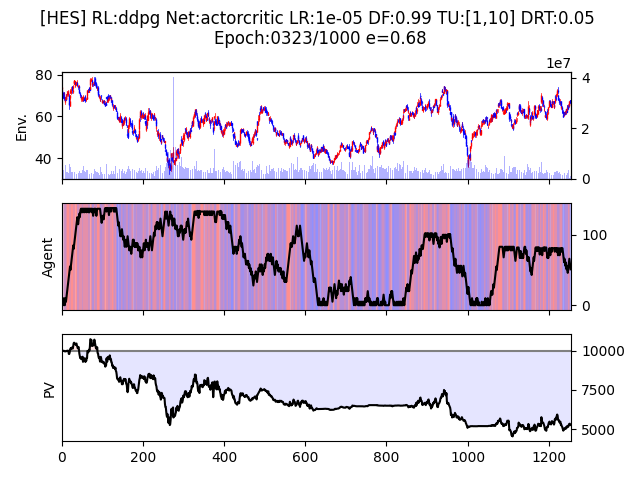 [HES] RL:ddpg Net:actorcritic LR:1e-05 DF:0.99 TU:[1,10] DRT:0.05
Epoch:0323/1000 e=0.68
1e7
80
60
40
Env.
4
2
0
Agent
100
0
PV
10000
7500
5000
0 200 400 600 800 1000 1200